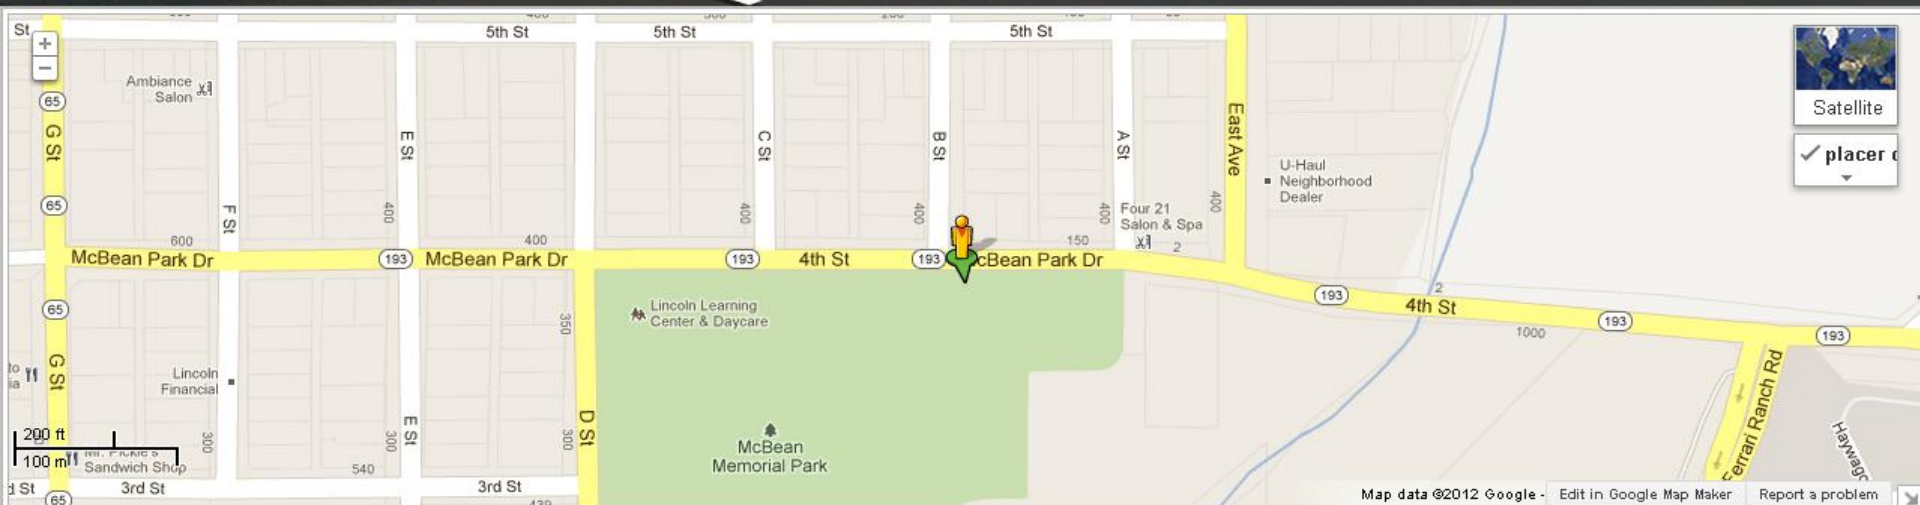 St
5th St
5th St
5th St
Ambiance
Salon
65
G St
E St
C St
B St
A St
East Ave
Satellite
placer
U-Haul
Neighborhood
Dealer
65
F St
400
400
400
400
400
Four 21
Salon & Spa
600
400
150
2
McBean Park Dr
193
McBean Park Dr
193
4th St
193
cBean Park Dr
193
2
4th St
193
193
1000
65
Lincoln Learning
Center & Daycare
350
G St
Lincoln
Financial
Ferrari Ranch Rd
D St
E St
300
300
300
200 ft
100 m
Mr. Pickle's
Sandwich Shop
McBean
Memorial Park
540
St
3rd St
3rd St
65
Map data ©2012 Google -
Edit in Google Map Maker
Report a problem